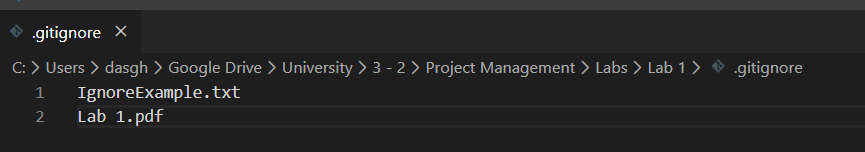 .gitignore ×
C: > Users > dasgh > Google Drive > University > 3 - 2 > Project Management > Labs > Lab 1 > .gitignore
1 IgnoreExample.txt
2 Lab 1.pdf